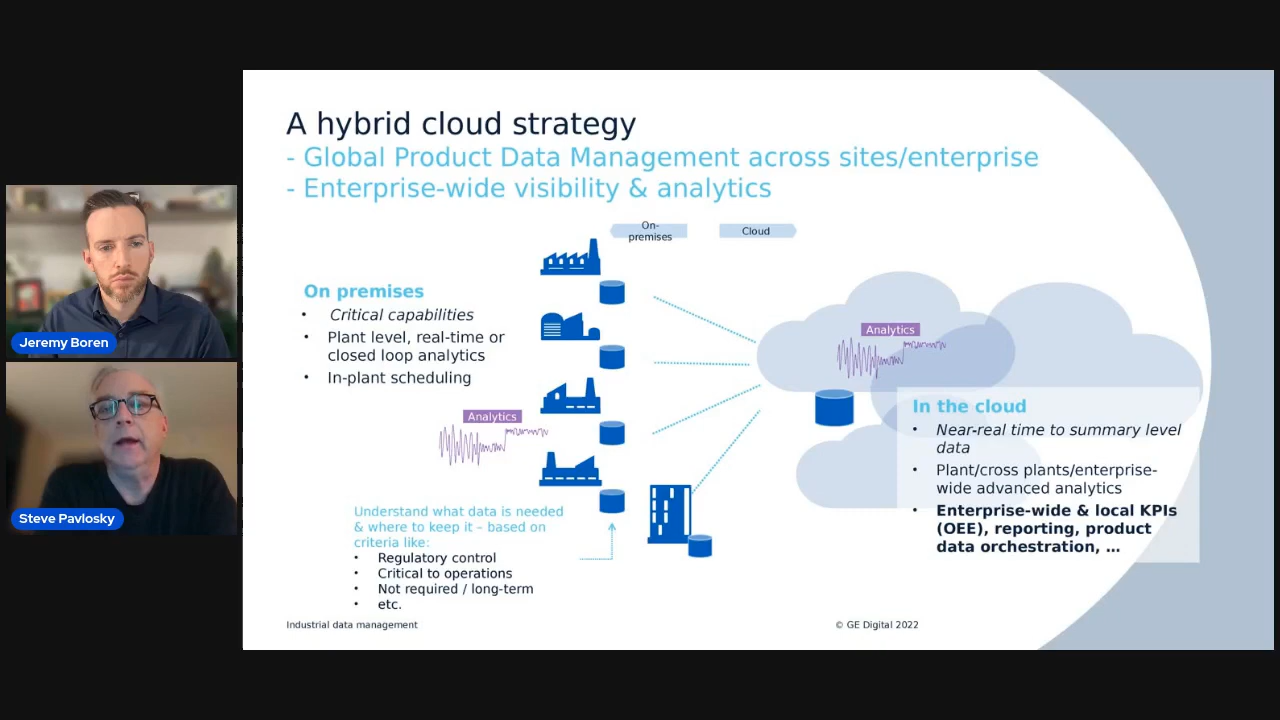 A hybrid cloud strategy
- Global Product Data Management across sites/enterprise
- Enterprise-wide visibility & analytics
On-
premises
Cloud
On premises
• Critical capabilities
• Plant level, real-time or
closed loop analytics
• In-plant scheduling
Analytics
Understand what data is needed
& where to keep it – based on
criteria like:
• Regulatory control
• Critical to operations
• Not required / long-term
• etc.
Analytics
In the cloud
• Near-real time to summary level
data
• Plant/cross plants/enterprise-
wide advanced analytics
• Enterprise-wide & local KPIs
(OEE), reporting, product
data orchestration, ...
Industrial data management
© GE Digital 2022
Jeremy Boren
Steve Pavlosky